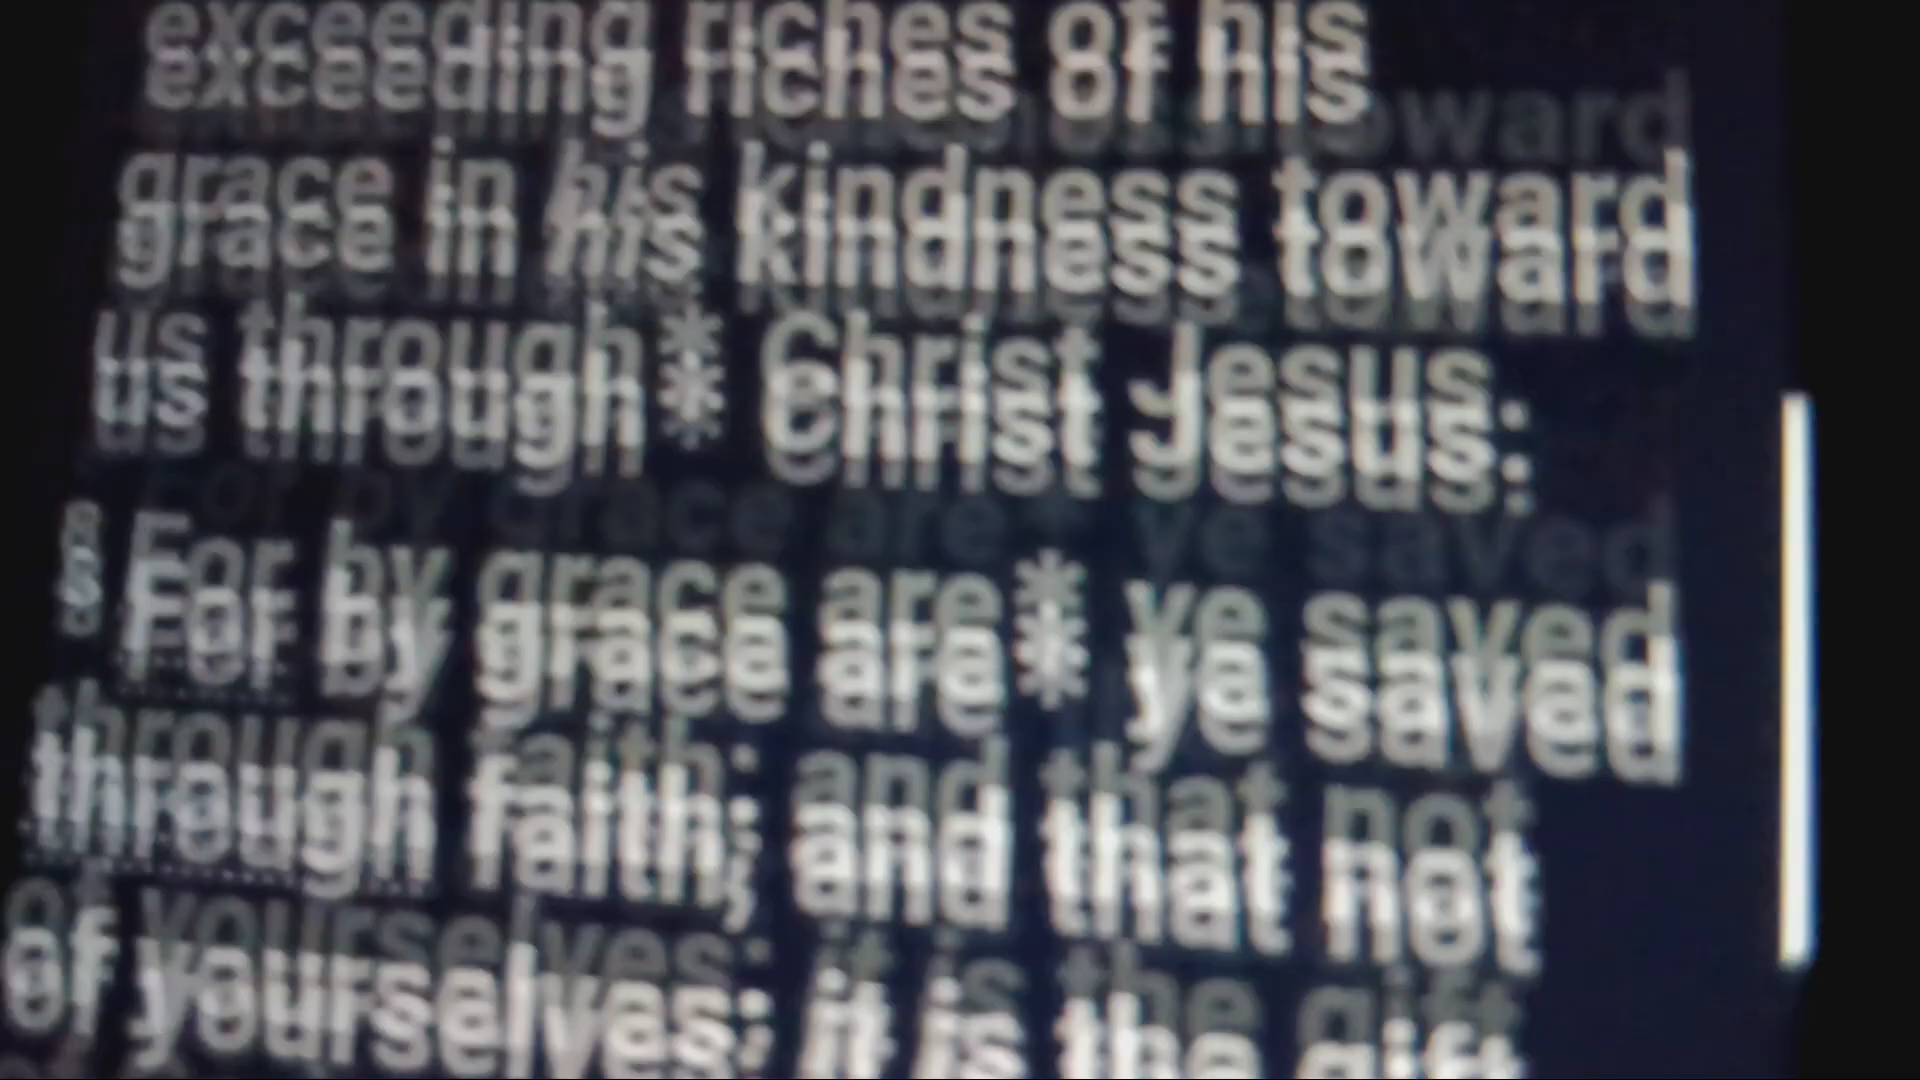 exceeding riches of his
grace in his kindness toward
us through* Christ Jesus:
8 For by grace are* ye saved
through faith; and that not
of yourselves: it is the gift